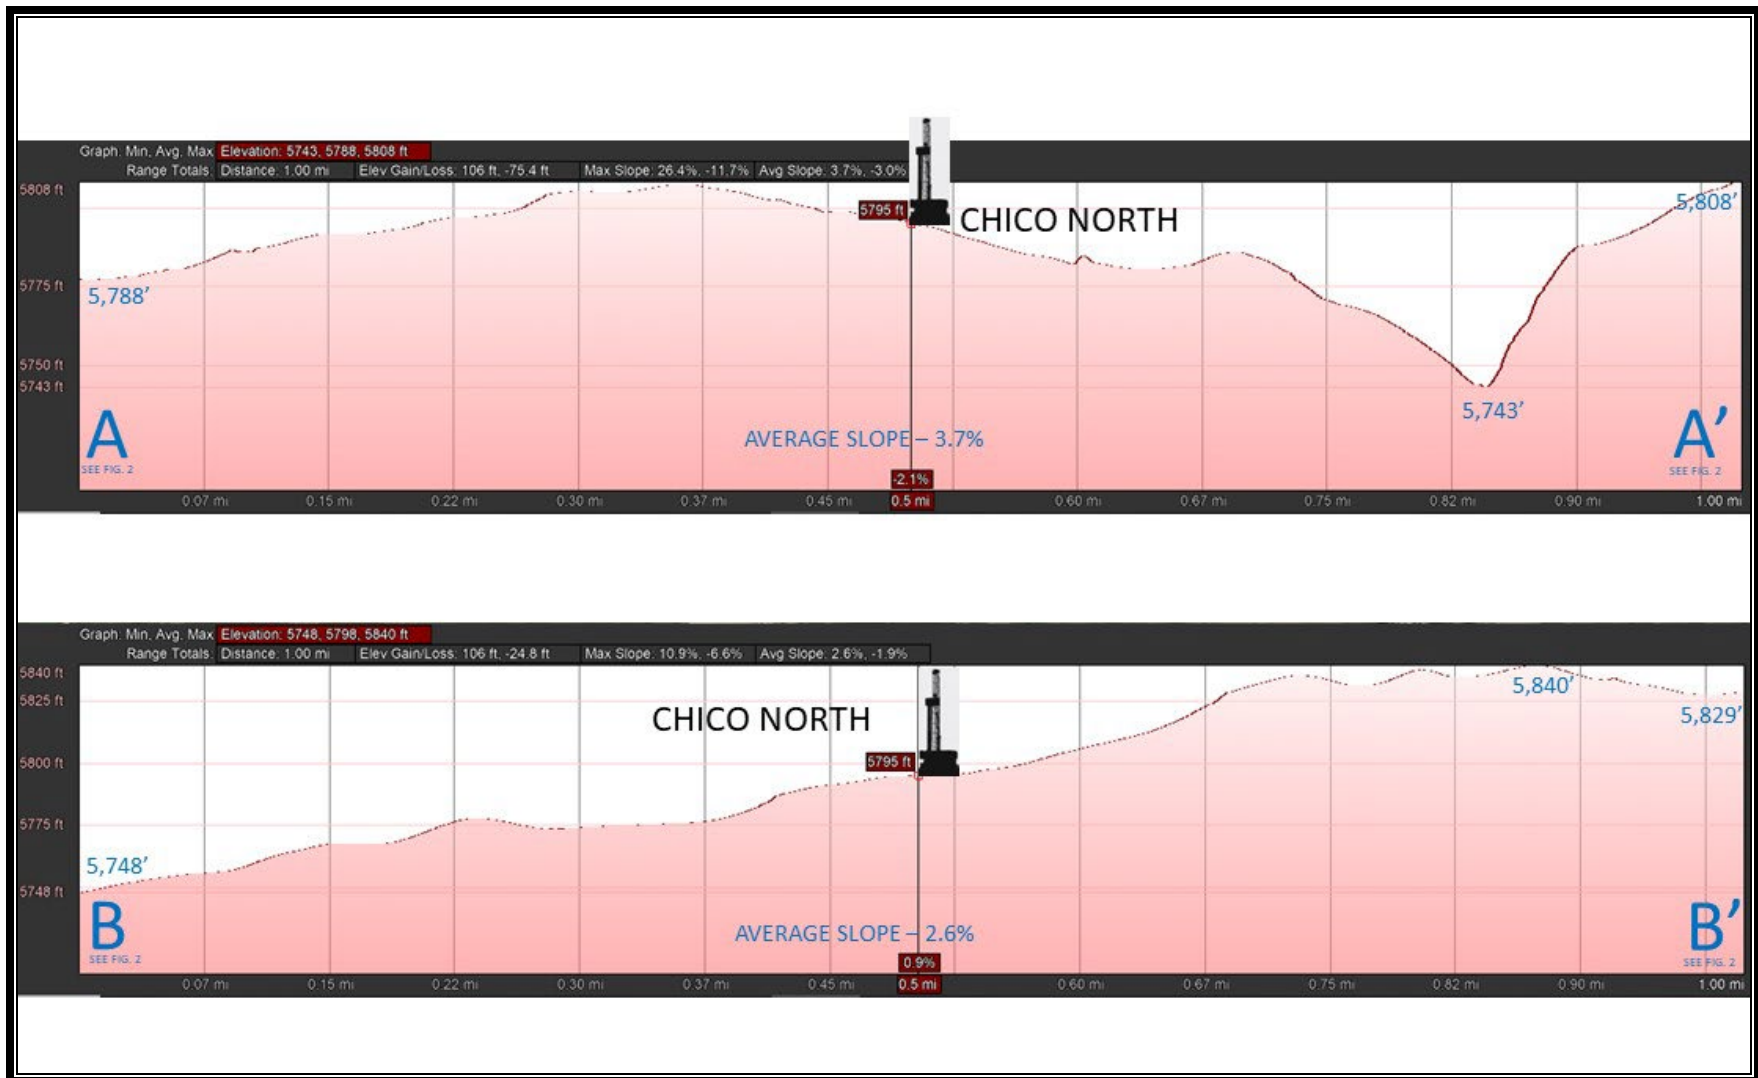 Graph: Min, Avg, Max Elevation: 5743, 5788, 5808 ft
Range Totals: Distance: 1.00 mi Elev Gain/Loss: 106 ft, -75.4 ft Max Slope: 26.4%, -11.7% Avg Slope: 3.7%, -3.0%
5808 ft
5,808’
5795 ft
CHICO NORTH
5775 ft
5,788’
5750 ft
5743 ft
5,743’
A
A’
AVERAGE SLOPE – 3.7%
SEE FIG. 2
SEE FIG. 2
-2.1%
0.07 mi 0.15 mi 0.22 mi 0.30 mi 0.37 mi 0.45 mi 0.5 mi 0.60 mi 0.67 mi 0.75 mi 0.82 mi 0.90 mi 1.00 mi
Graph: Min, Avg, Max Elevation: 5748, 5798, 5840 ft
Range Totals: Distance: 1.00 mi Elev Gain/Loss: 106 ft, -24.8 ft Max Slope: 10.9%, -6.6% Avg Slope: 2.6%, -1.9%
5840 ft
5,840’
5825 ft
5,829’
CHICO NORTH
5800 ft
5795 ft
5775 ft
5,748’
5748 ft
B
B’
AVERAGE SLOPE – 2.6%
SEE FIG. 2
SEE FIG. 2
0.9%
0.07 mi 0.15 mi 0.22 mi 0.30 mi 0.37 mi 0.45 mi 0.5 mi 0.60 mi 0.67 mi 0.75 mi 0.82 mi 0.90 mi 1.00 mi